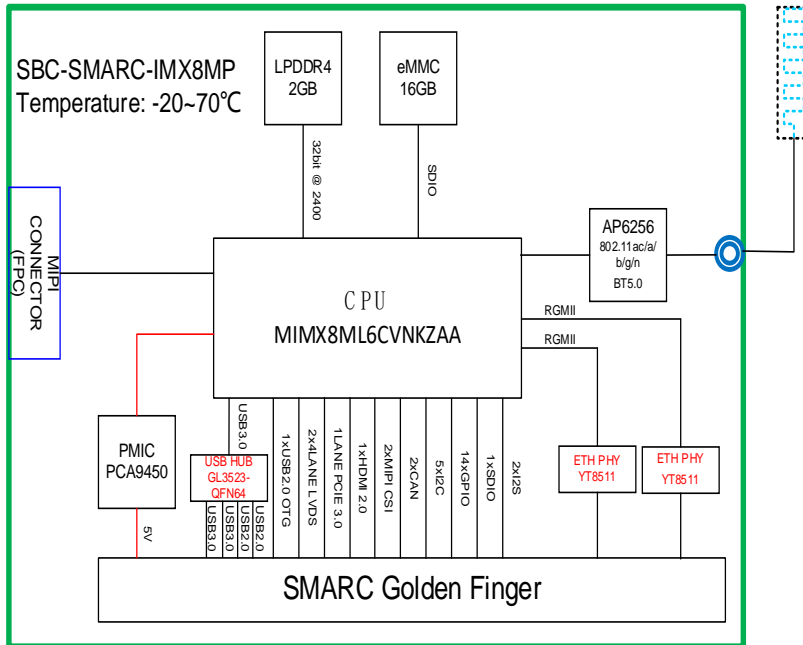 SBC-SMARC-IMX8MP
Temperature: -20~70℃
LPDDR4
2GB
eMMC
16GB
32bit @ 2400
SDIO
MIPI
CONNECTOR
(FPC)
AP6256
802.11ac/a/
b/g/n
BT5.0
CPU
MIMX8ML6CVNKZAA
RGMII
RGMII
PMIC
PCA9450
5V
USB3.0
USB HUB
GL3523-
QFN64
USB3.0
USB3.0
USB2.0
USB2.0
1xUSB2.0 OTG
2x4LANE LVDS
1LANE PCIE 3.0
1xHDMI 2.0
2xMIPI CSI
2xCAN
5xI2C
14xGPIO
1xSDIO
2xI2S
ETH PHY
YT8511
ETH PHY
YT8511
SMARC Golden Finger